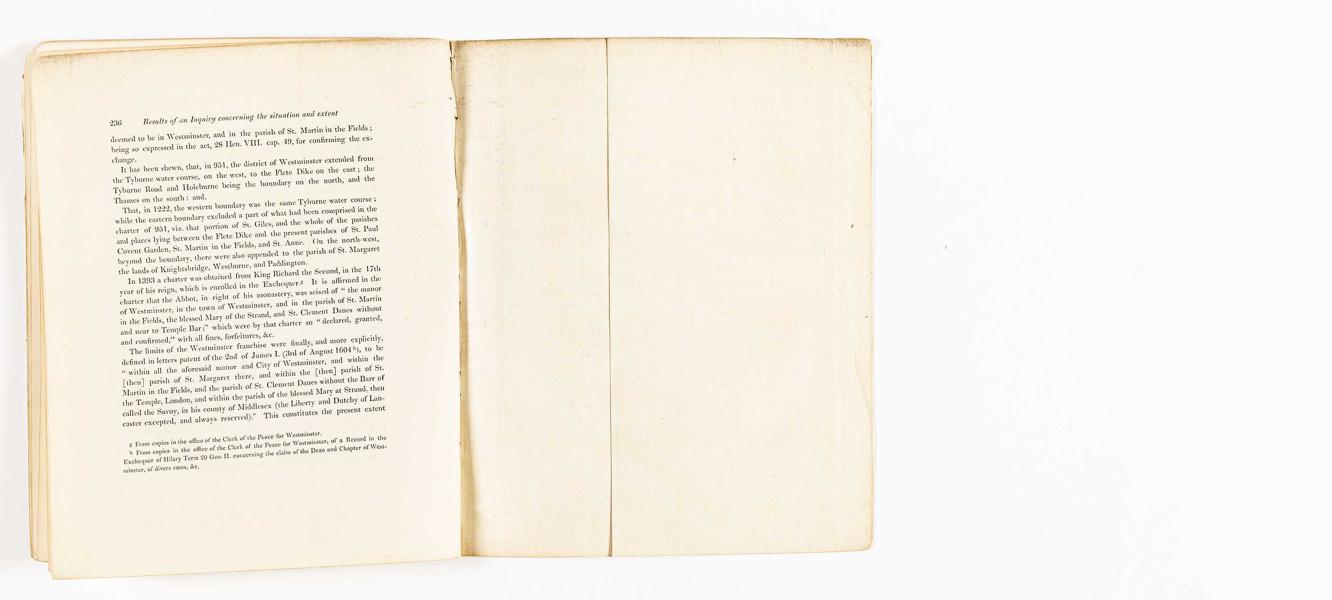 236 Results of an Inquiry concerning the situation and extent
deemed to be in Westminster, and in the parish of St. Martin in the Fields;
being so expressed in the act, 28 Hen. VIII. cap. 49, for confirming the ex-
change.
It has been shewn, that, in 951, the district of Westminster extended from
the Tyburne water course, on the west, to the Flete Dike on the east; the
Tyburne Road and Holeburne being the boundary on the north, and the
Thames on the south: and,
That, in 1222, the western boundary was the same Tyburne water course;
while the eastern boundary excluded a part of what had been comprised in the
charter of 951, viz. that portion of St. Giles, and the whole of the parishes
and places lying between the Flete Dike and the present parishes of St. Paul
Covent Garden, St. Martin in the Fields, and St. Anne. On the north-west,
beyond the boundary, there were also appended to the parish of St. Margaret
the lands of Knightsbridge, Westburne, and Paddington.
In 1393 a charter was obtained from King Richard the Second, in the 17th
year of his reign, which is enrolled in the Exchequer.g It is affirmed in the
charter that the Abbot, in right of his monastery, was seised of "the manor
of Westminster, in the town of Westminster, and in the parish of St. Martin
in the Fields, the blessed Mary of the Strand, and St. Clement Danes without
and near to Temple Bar;" which were by that charter so "declared, granted,
and confirmed," with all fines, forfeitures, &c.
The limits of the Westminster franchise were finally, and more explicitly,
defined in letters patent of the 2nd of James I. (3rd of August 1604h), to be
"within all the aforesaid manor and City of Westminster, and within the
[then] parish of St. Margaret there, and within the [then] parish of St.
Martin in the Fields, and the parish of St. Clement Danes without the Barr of
the Temple, London, and within the parish of the blessed Mary at Strand, then
called the Savoy, in his county of Middlesex (the Liberty and Dutchy of Lan-
caster excepted, and always reserved)." This constitutes the present extent
g From copies in the office of the Clerk of the Peace for Westminster.
h From copies in the office of the Clerk of the Peace for Westminster, of a Record in the
Exchequer of Hilary Term 29 Geo. II. concerning the claim of the Dean and Chapter of West-
minster, of divers sums, &c.